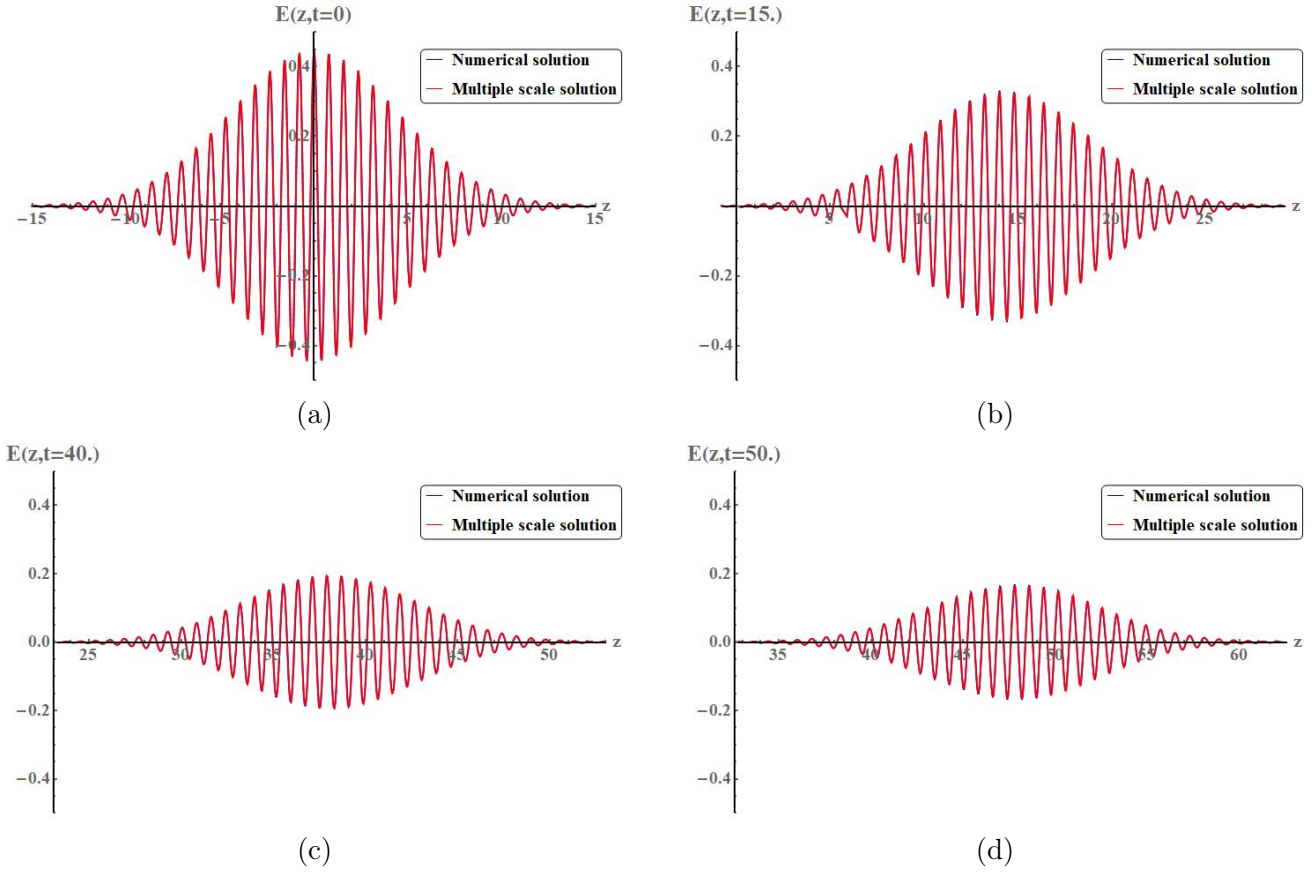 E(z,t=0)
Numerical solution
Multiple scale solution
0.4
0.2
−15 −10 −5 5 10 15 z
−0.2
−0.4
(a)
E(z,t=15.)
Numerical solution
Multiple scale solution
0.4
0.2
5 10 15 20 25 z
−0.2
−0.4
(b)
E(z,t=40.)
Numerical solution
Multiple scale solution
0.4
0.2
0.0
25 30 35 40 45 50 z
−0.2
−0.4
(c)
E(z,t=50.)
Numerical solution
Multiple scale solution
0.4
0.2
0.0
35 40 45 50 55 60 z
−0.2
−0.4
(d)